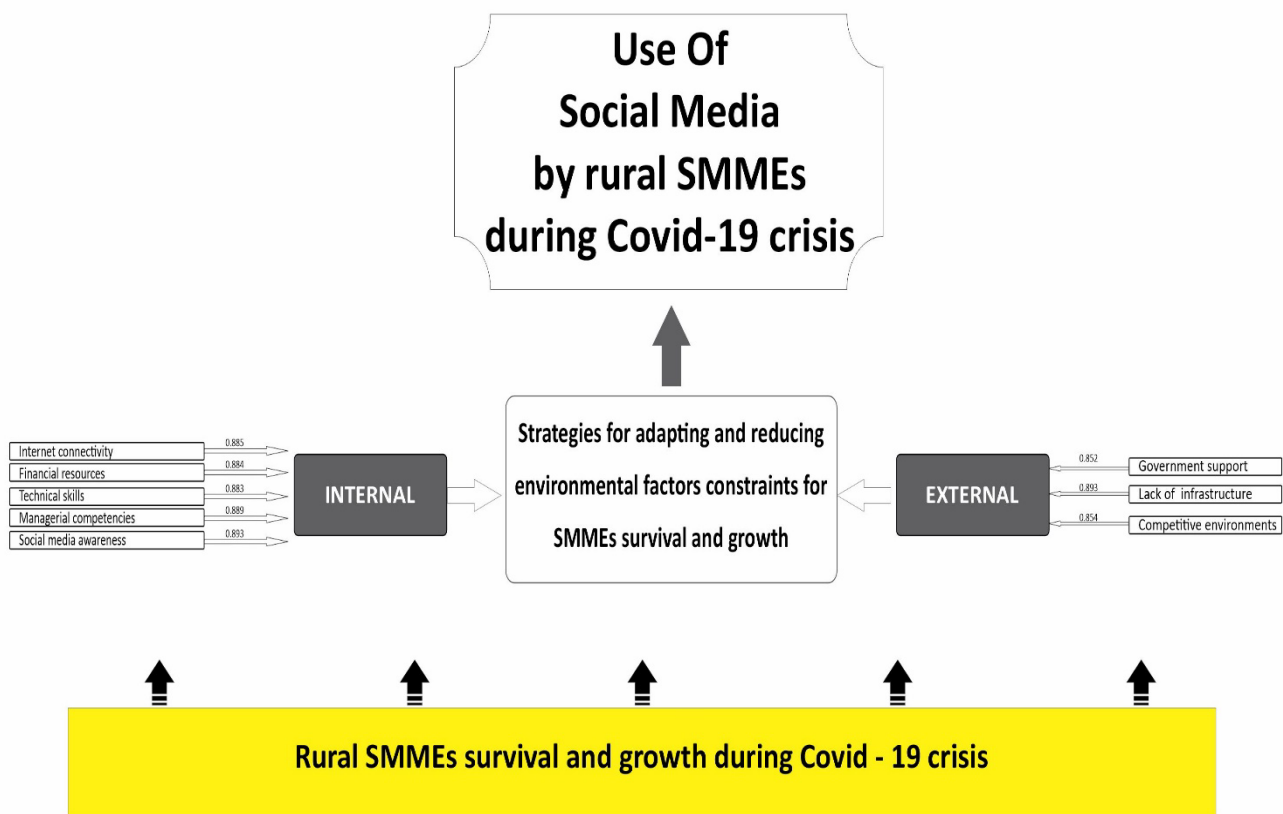 Use Of
Social Media
by rural SMMEs
during Covid-19 crisis
Strategies for adapting and reducing
environmental factors constraints for
SMMEs survival and growth
Internet connectivity
0.885
Financial resources
0.884
Technical skills
0.883
Managerial competencies
0.889
Social media awareness
0.893
INTERNAL
EXTERNAL
0.852
Government support
0.893
Lack of infrastructure
0.854
Competitive environments
Rural SMMEs survival and growth during Covid - 19 crisis